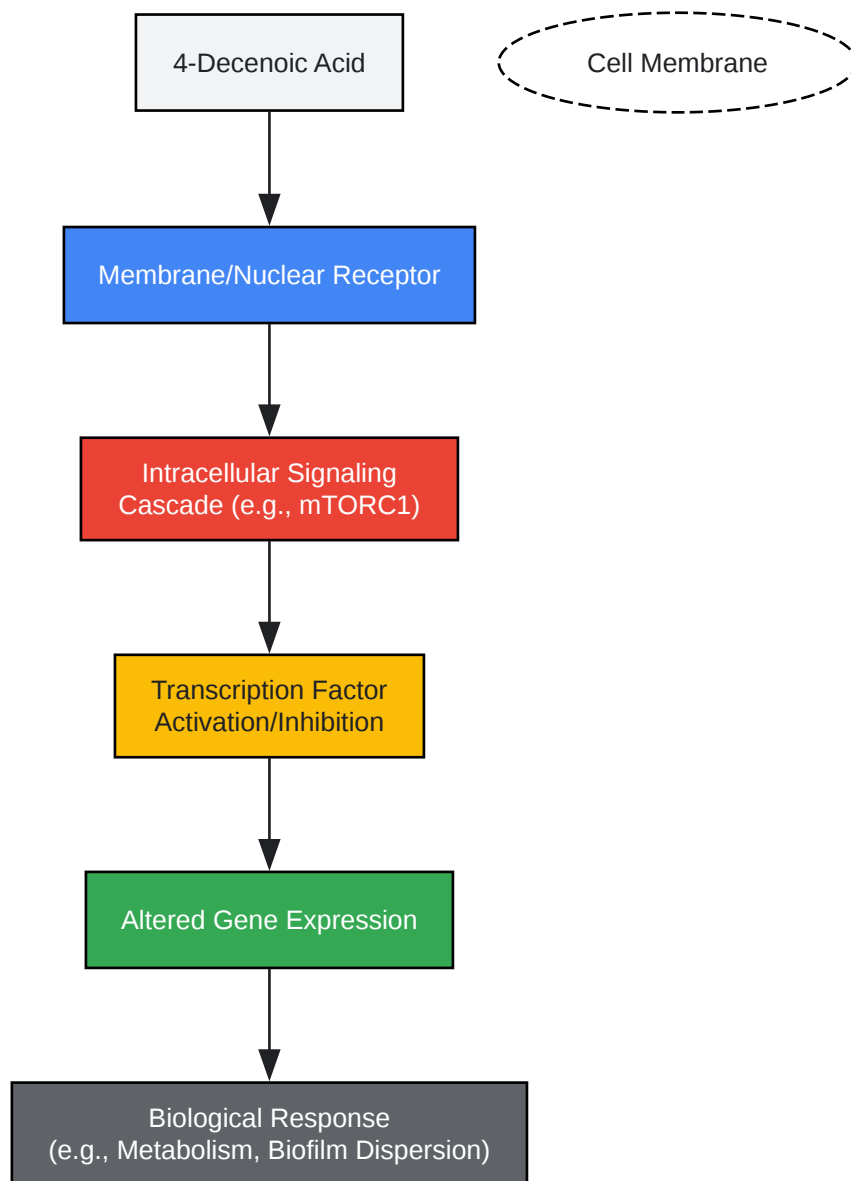 4-Decenoic Acid
Cell Membrane
Membrane/Nuclear Receptor
Intracellular Signaling
Cascade (e.g., mTORC1)
Transcription Factor
Activation/Inhibition
Altered Gene Expression
Biological Response
(e.g., Metabolism, Biofilm Dispersion)